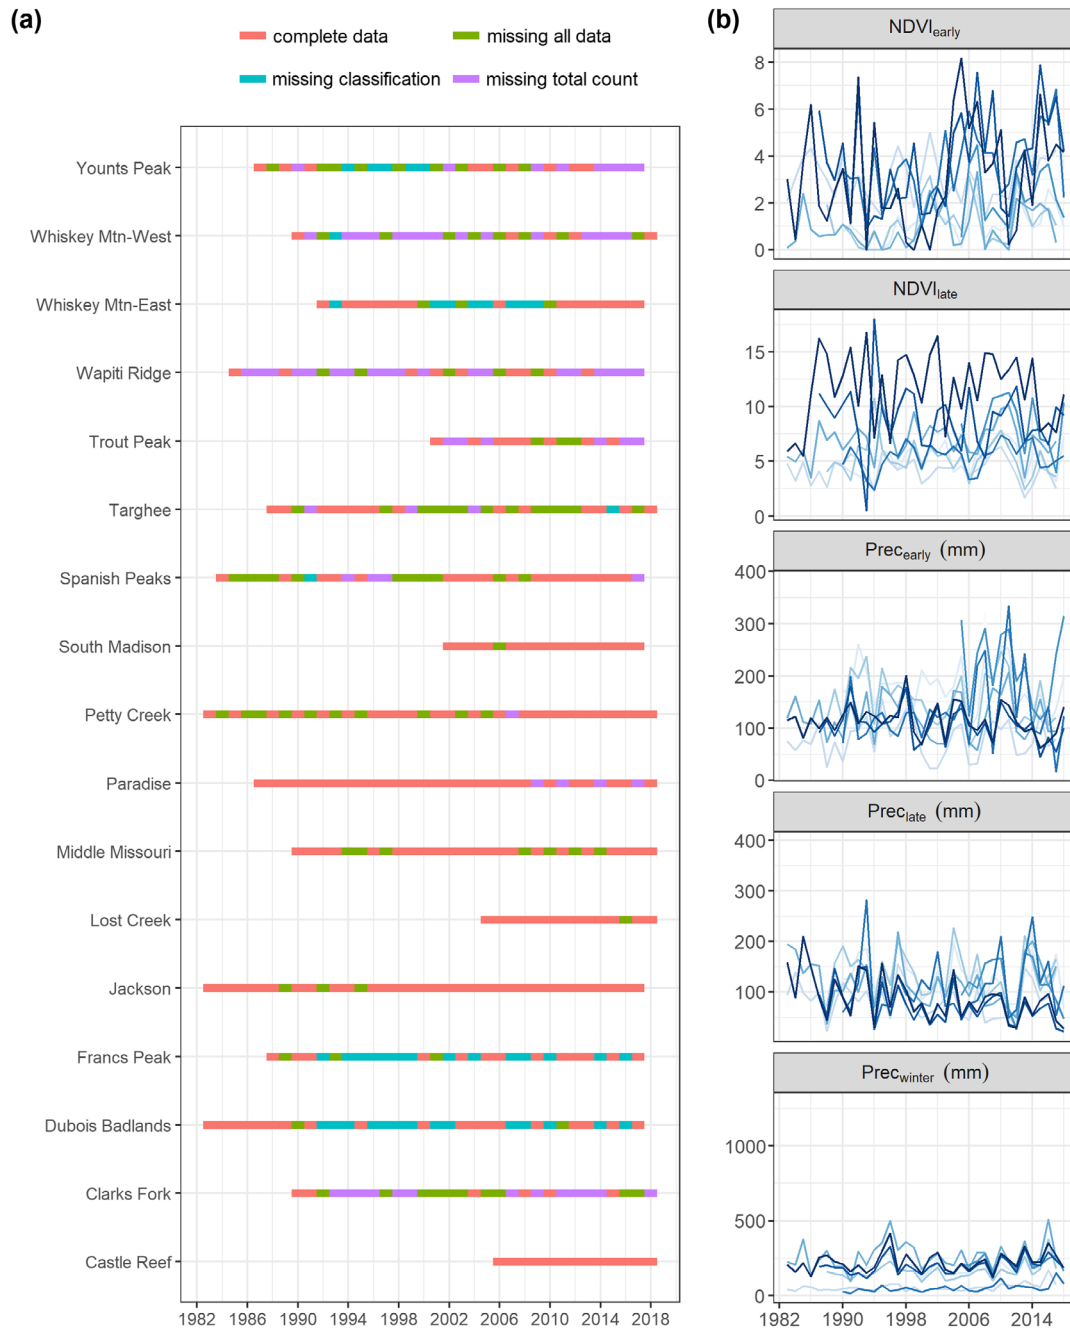 (a)
complete data
missing all data
missing classification
missing total count
Younts Peak
Whiskey Mtn-West
Whiskey Mtn-East
Wapiti Ridge
Trout Peak
Targhee
Spanish Peaks
South Madison
Petty Creek
Paradise
Middle Missouri
Lost Creek
Jackson
Francs Peak
Dubois Badlands
Clarks Fork
Castle Reef
1982 1986 1990 1994 1998 2002 2006 2010 2014 2018
(b)
NDVIearly
8
6
4
2
0
NDVIlate
15
10
5
0
Precearly (mm)
400
300
200
100
0
Preclate (mm)
400
300
200
100
Precwinter (mm)
1000
500
0
1982 1990 1998 2006 2014